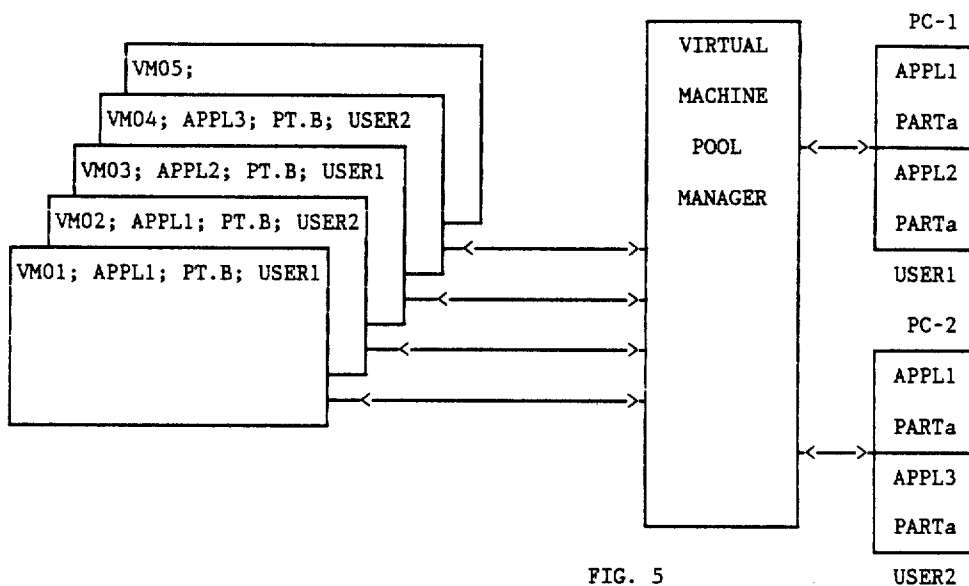 VM05;
VM04; APPL3; PT.B; USER2
VM03; APPL2; PT.B; USER1
VM02; APPL1; PT.B; USER2
VM01; APPL1; PT.B; USER1
VIRTUAL
MACHINE
POOL
MANAGER
PC-1
APPL1
PARTa
APPL2
PARTa
USER1
PC-2
APPL1
PARTa
APPL3
PARTa
USER2
FIG. 5